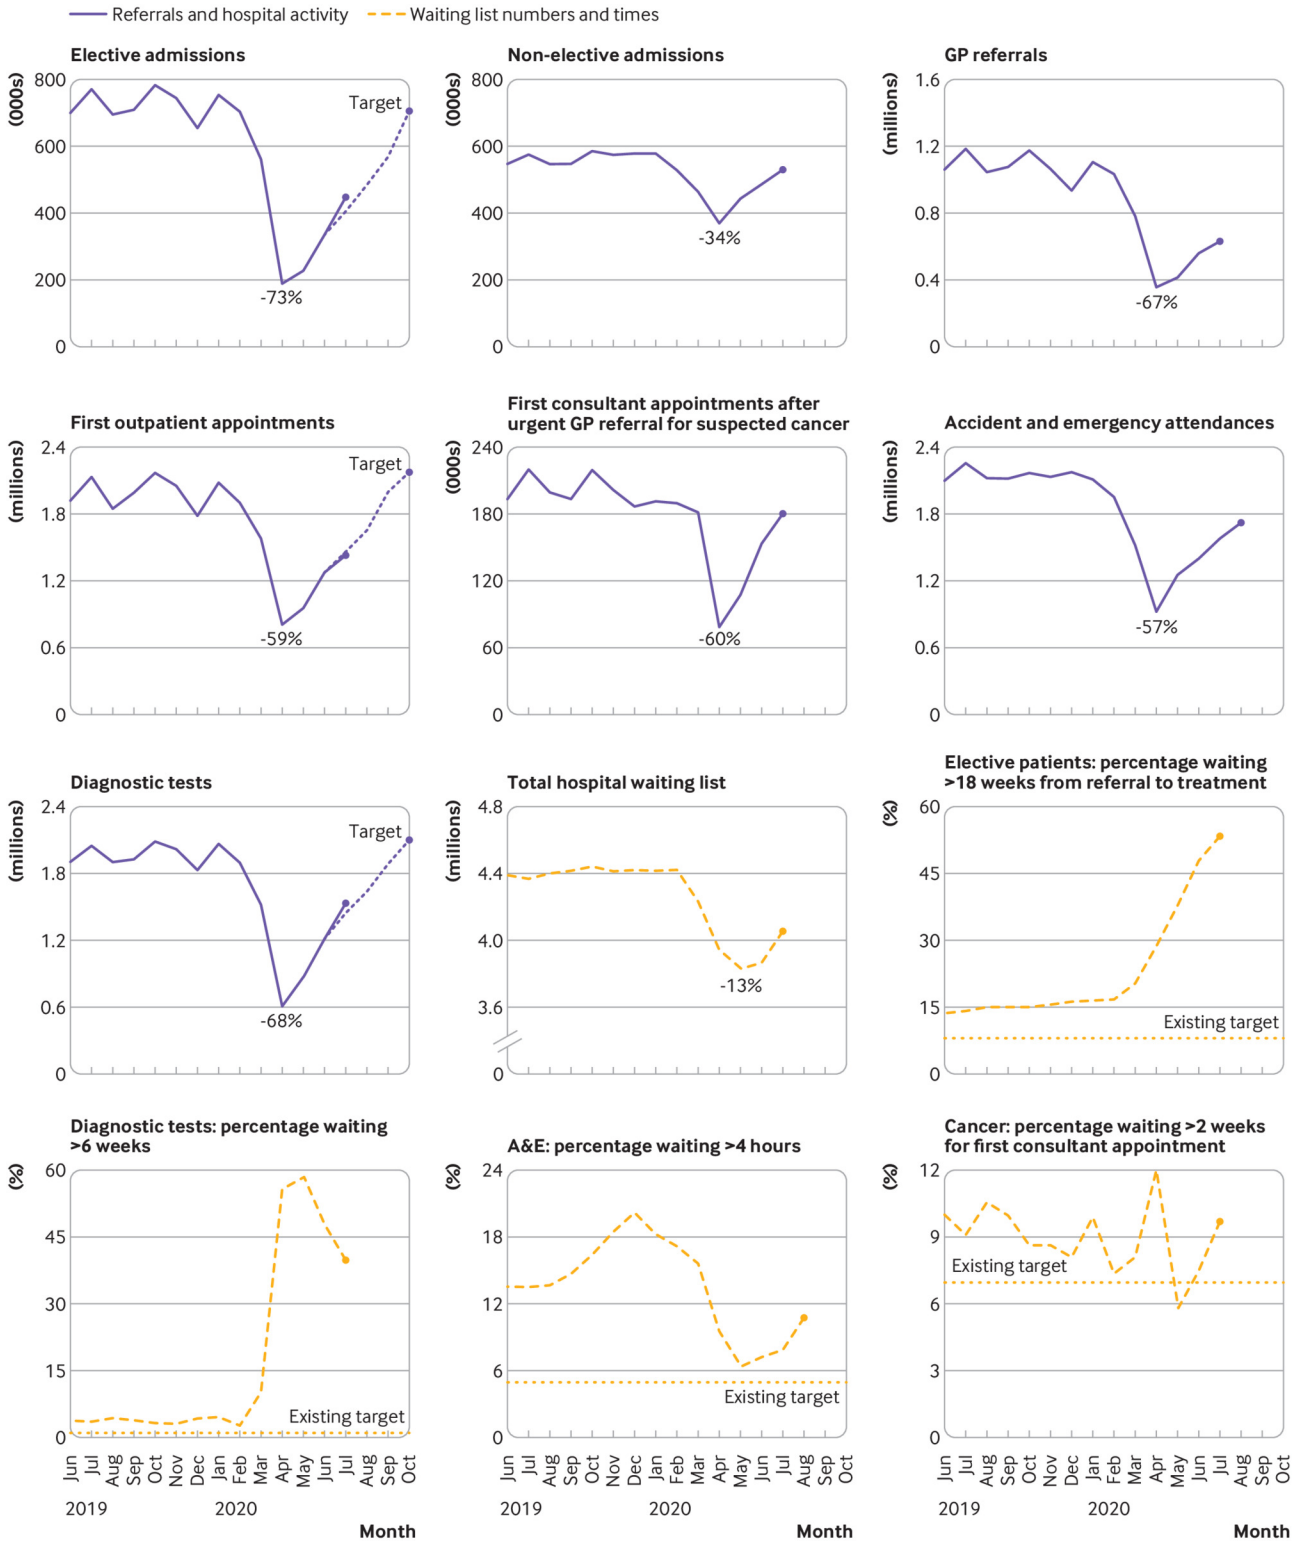 Referrals and hospital activity
Waiting list numbers and times
Elective admissions
(000s)
800
600
400
200
0
Target
-73%
Non-elective admissions
(000s)
800
600
400
200
0
-34%
GP referrals
(millions)
1.6
1.2
0.8
0.4
0
-67%
First outpatient appointments
(millions)
2.4
1.8
1.2
0.6
0
Target
-59%
First consultant appointments after
urgent GP referral for suspected cancer
(000s)
240
180
120
60
0
-60%
Accident and emergency attendances
(millions)
2.4
1.8
1.2
0.6
0
-57%
Diagnostic tests
(millions)
2.4
1.8
1.2
0.6
0
Target
-68%
Total hospital waiting list
(millions)
4.8
4.4
4.0
3.6
0
-13%
Elective patients: percentage waiting
>18 weeks from referral to treatment
(%)
60
45
30
15
0
Existing target
Diagnostic tests: percentage waiting
>6 weeks
(%)
60
45
30
15
0
Existing target
Jun Jul Aug Sep Oct Nov Dec Jan Feb Mar Apr May Jun Jul Aug Sep Oct
2019 2020
Month
A&E: percentage waiting >4 hours
(%)
24
18
12
6
0
Existing target
Jun Jul Aug Sep Oct Nov Dec Jan Feb Mar Apr May Jun Jul Aug Sep Oct
2019 2020
Month
Cancer: percentage waiting >2 weeks
for first consultant appointment
(%)
12
9
6
3
0
Existing target
Jun Jul Aug Sep Oct Nov Dec Jan Feb Mar Apr May Jun Jul Aug Sep Oct
2019 2020
Month